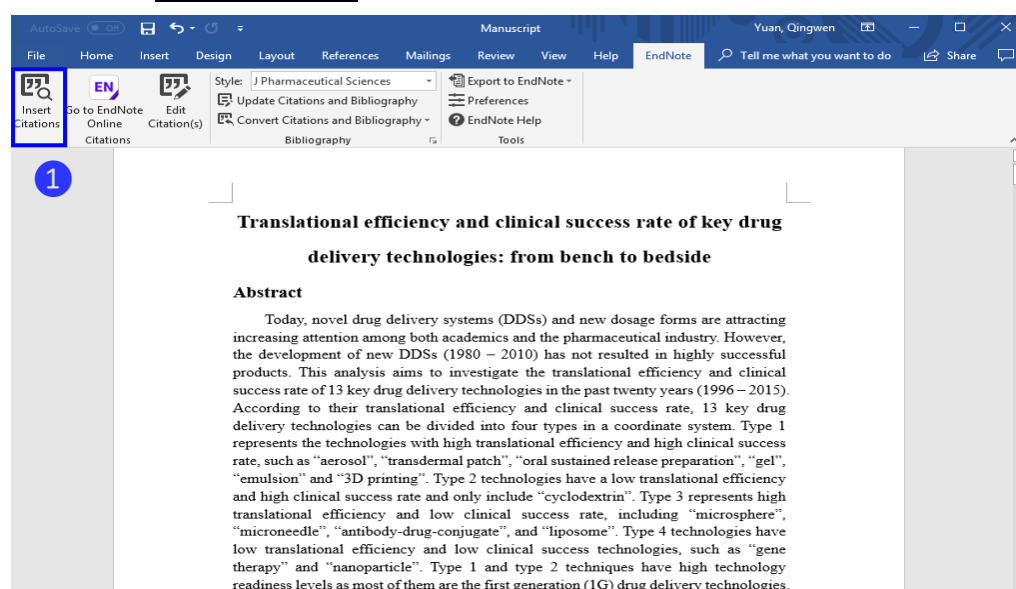 AutoSave Off Manuscript Yuan, Qingwen
File Home Insert Design Layout References Mailings Review View Help EndNote Tell me what you want to do Share
Insert Citations
Go to EndNote Online
Edit Citation(s)
Citations
Style: J Pharmaceutical Sciences
Update Citations and Bibliography
Convert Citations and Bibliography
Bibliography
Export to EndNote
Preferences
EndNote Help
Tools
1
Translational efficiency and clinical success rate of key drug
delivery technologies: from bench to bedside
Abstract
Today, novel drug delivery systems (DDSs) and new dosage forms are attracting
increasing attention among both academics and the pharmaceutical industry. However,
the development of new DDSs (1980 – 2010) has not resulted in highly successful
products. This analysis aims to investigate the translational efficiency and clinical
success rate of 13 key drug delivery technologies in the past twenty years (1996 – 2015).
According to their translational efficiency and clinical success rate, 13 key drug
delivery technologies can be divided into four types in a coordinate system. Type 1
represents the technologies with high translational efficiency and high clinical success
rate, such as “aerosol”, “transdermal patch”, “oral sustained release preparation”, “gel”,
“emulsion” and “3D printing”. Type 2 technologies have a low translational efficiency
and high clinical success rate and only include “cyclodextrin”. Type 3 represents high
translational efficiency and low clinical success rate, including “microsphere”,
“microneedle”, “antibody-drug-conjugate”, and “liposome”. Type 4 technologies have
low translational efficiency and low clinical success technologies, such as “gene
therapy” and “nanoparticle”. Type 1 and type 2 techniques have high technology
readiness levels as most of them are the first generation (1G) drug delivery technologies.